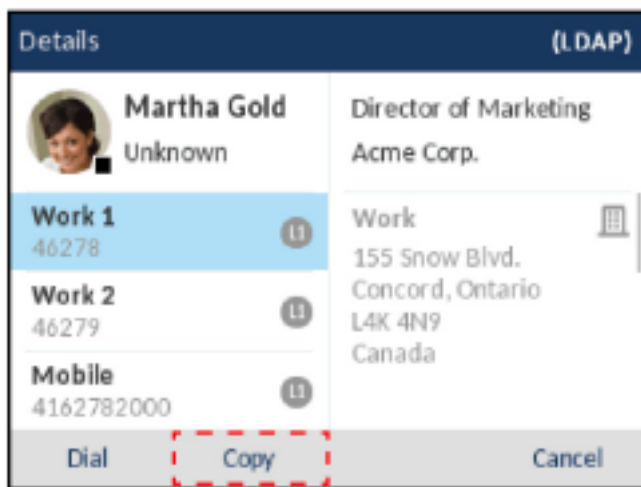 Details (LDAP)
Martha Gold
Unknown
Work 1
46278
L1
Work 2
46279
L1
Mobile
4162782000
L1
Director of Marketing
Acme Corp.
Work
155 Snow Blvd.
Concord, Ontario
L4K 4N9
Canada
Dial Copy Cancel